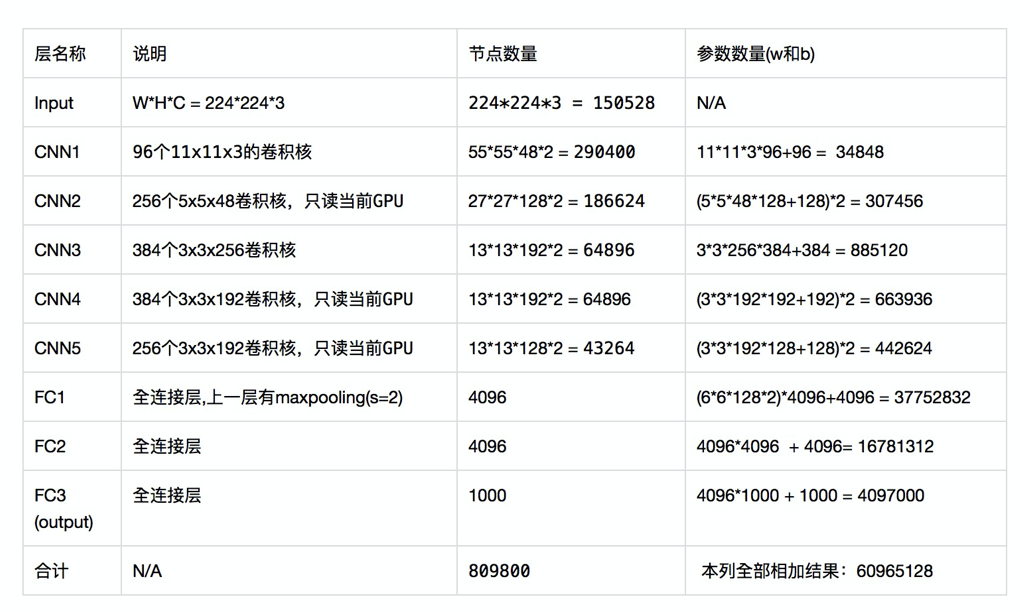 层名称 说明 节点数量 参数数量(w和b)
Input W*H*C = 224*224*3 224*224*3 = 150528 N/A
CNN1 96个11x11x3的卷积核 55*55*48*2 = 290400 11*11*3*96+96 = 34848
CNN2 256个5x5x48卷积核，只读当前GPU 27*27*128*2 = 186624 (5*5*48*128+128)*2 = 307456
CNN3 384个3x3x256卷积核 13*13*192*2 = 64896 3*3*256*384+384 = 885120
CNN4 384个3x3x192卷积核，只读当前GPU 13*13*192*2 = 64896 (3*3*192*192+192)*2 = 663936
CNN5 256个3x3x192卷积核，只读当前GPU 13*13*128*2 = 43264 (3*3*192*128+128)*2 = 442624
FC1 全连接层,上一层有maxpooling(s=2) 4096 (6*6*128*2)*4096+4096 = 37752832
FC2 全连接层 4096 4096*4096 + 4096= 16781312
FC3 全连接层 1000 4096*1000 + 1000 = 4097000
(output)
合计 N/A 809800 本列全部相加结果：60965128